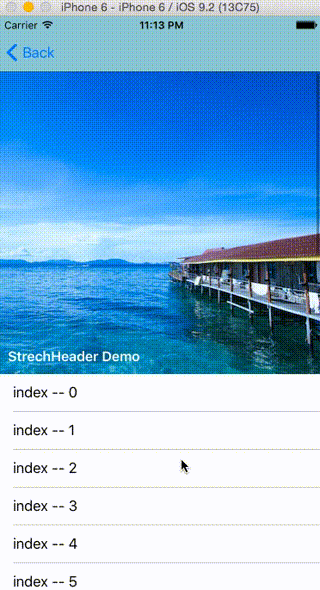 iPhone 6 - iPhone 6 / iOS 9.2 (13C75)
Carrier 11:13 PM
Back
StrechHeader Demo
index -- 0
index -- 1
index -- 2
index -- 3
index -- 4
index -- 5